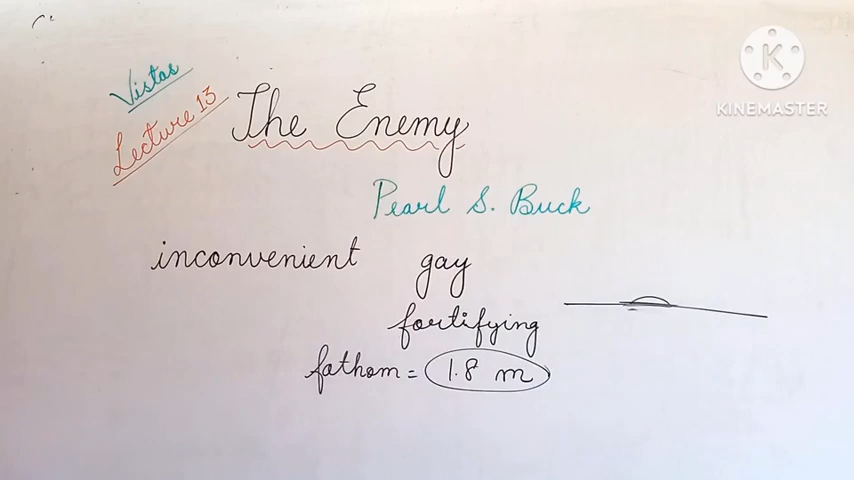 Vistas
Lecture 13
The Enemy
Pearl S. Buck
inconvenient gay
fortifying
fathom = 1.8 m
K
KINEMASTER